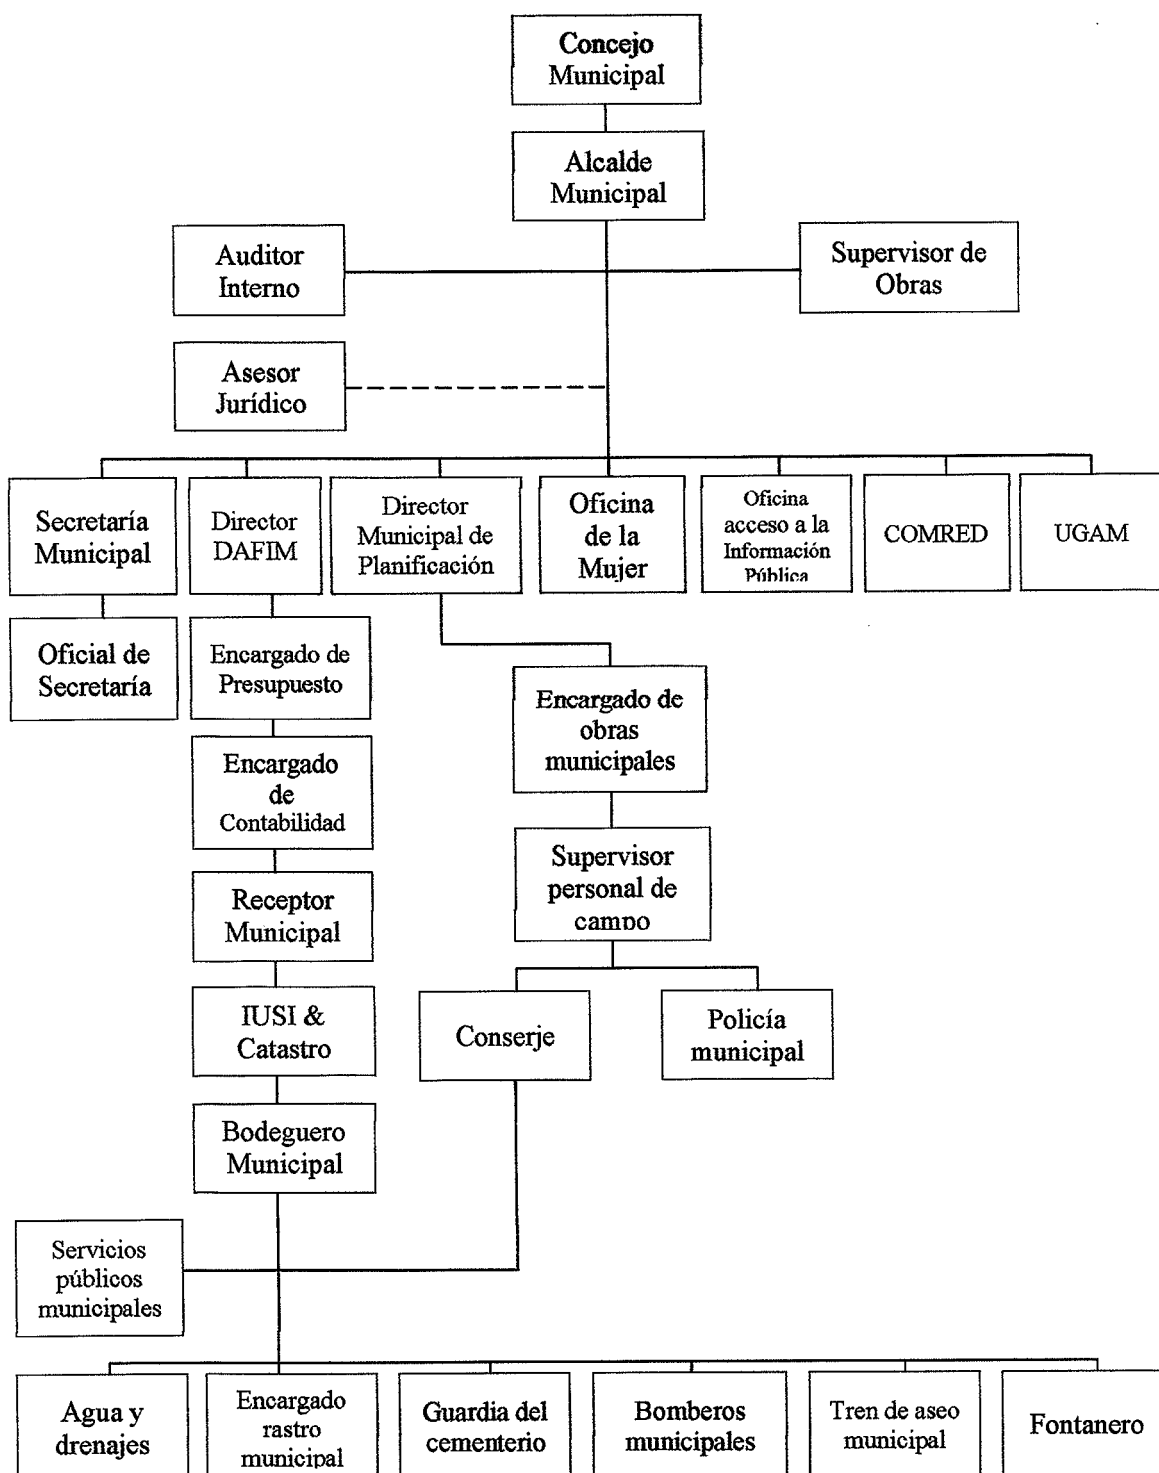 Concejo
Municipal
Alcalde
Municipal
Auditor
Interno
Supervisor de
Obras
Asesor
Jurídico
Secretaría
Municipal
Director
DAFIM
Director
Municipal de
Planificación
Oficina
de la
Mujer
Oficina
acceso a la
Información
Pública
COMRED
UGAM
Oficial de
Secretaría
Encargado de
Presupuesto
Encargado de
obras
municipales
Encargado
de
Contabilidad
Supervisor
personal de
campo
Receptor
Municipal
IUSI &
Catastro
Conserje
Policía
municipal
Bodeguero
Municipal
Servicios
públicos
municipales
Agua y
drenajes
Encargado
rastro
municipal
Guardia del
cementerio
Bomberos
municipales
Tren de aseo
municipal
Fontanero